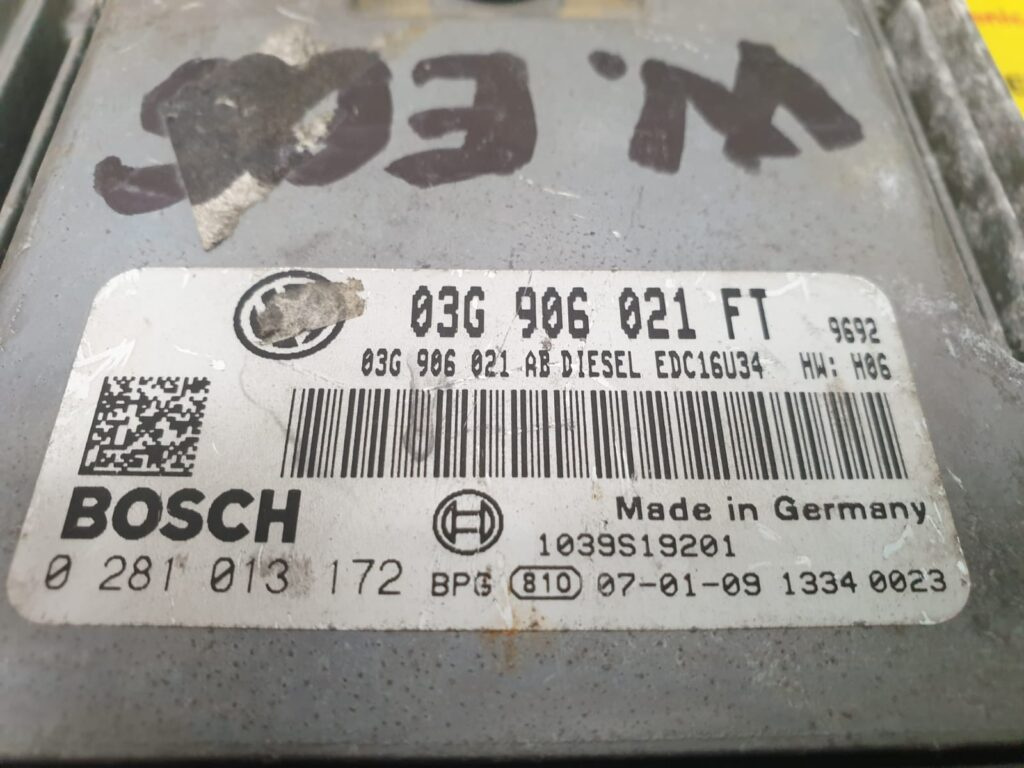 W. EOS
03G 906 021 FT
9692
03G 906 021 AB DIESEL EDC16U34 HW: H06
BOSCH
Made in Germany
1039S19201
0 281 013 172 BPG 810 07-01-09 1334 0023